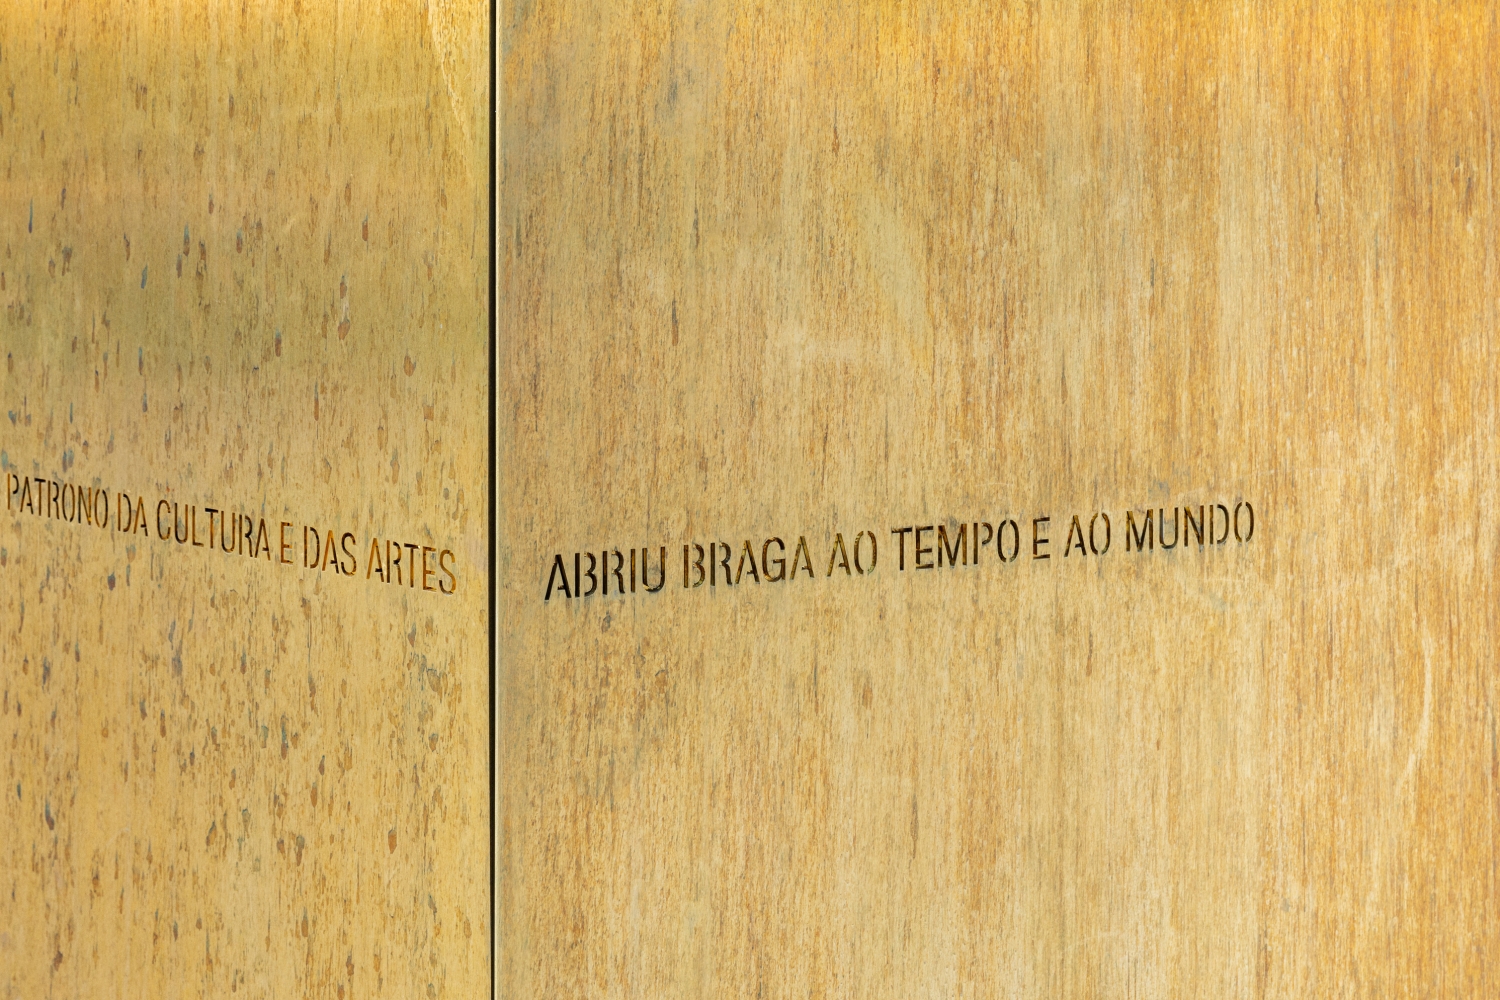 PATRONO DA CULTURA E DAS ARTES
ABRIU BRAGA AO TEMPO E AO MUNDO